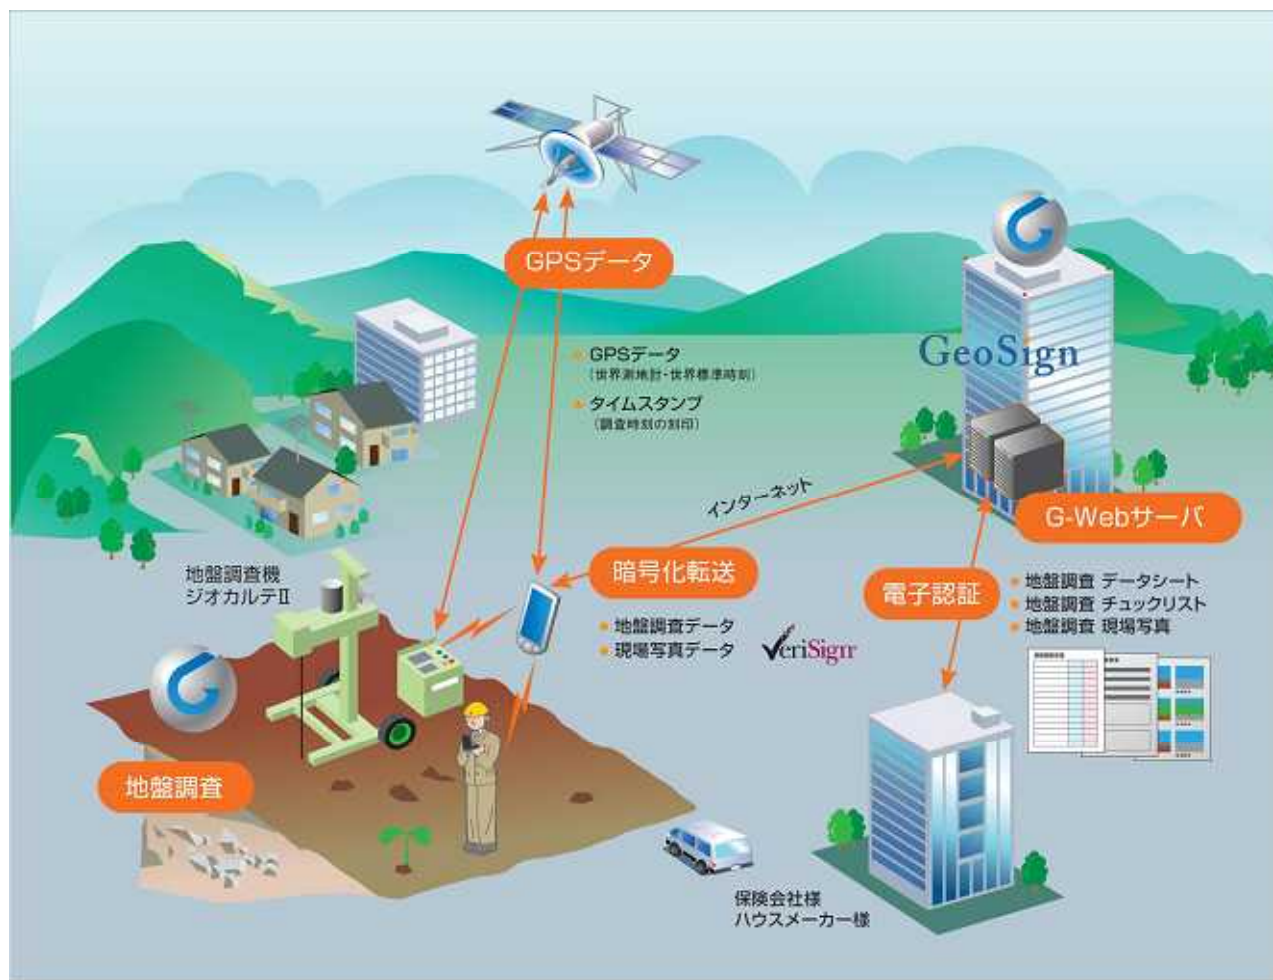 GPSデータ
GPSデータ
(世界測地計・世界標準時刻)
タイムスタンプ
(調査時刻の刻印)
GeoSign
インターネット
G-Webサーバ
地盤調査機
ジオカルテⅡ
暗号化転送
地盤調査データ
現場写真データ
VeriSign
電子認証
地盤調査 データシート
地盤調査 チュックリスト
地盤調査 現場写真
地盤調査
保険会社様
ハウスメーカー様